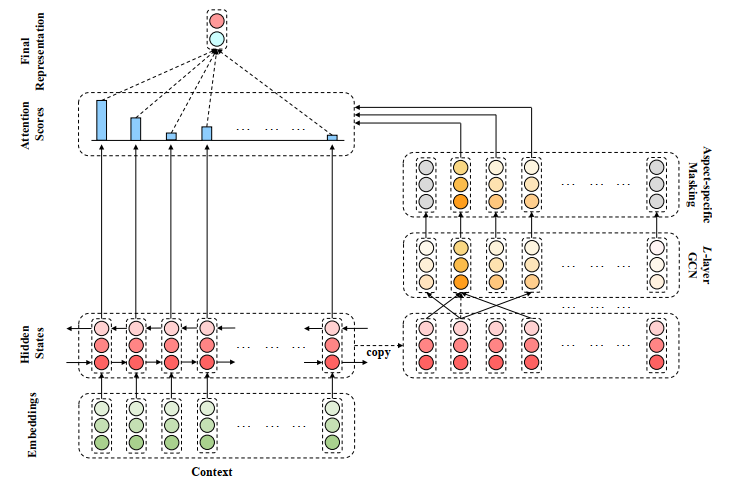 Final
Representation
Attention
Scores
... ... ...
Aspect-specific
Masking
... ... ...
L-layer
GCN
... ... ...
... ... ...
Hidden
States
... ... ...
copy
... ... ...
Embeddings
... ... ...
Context